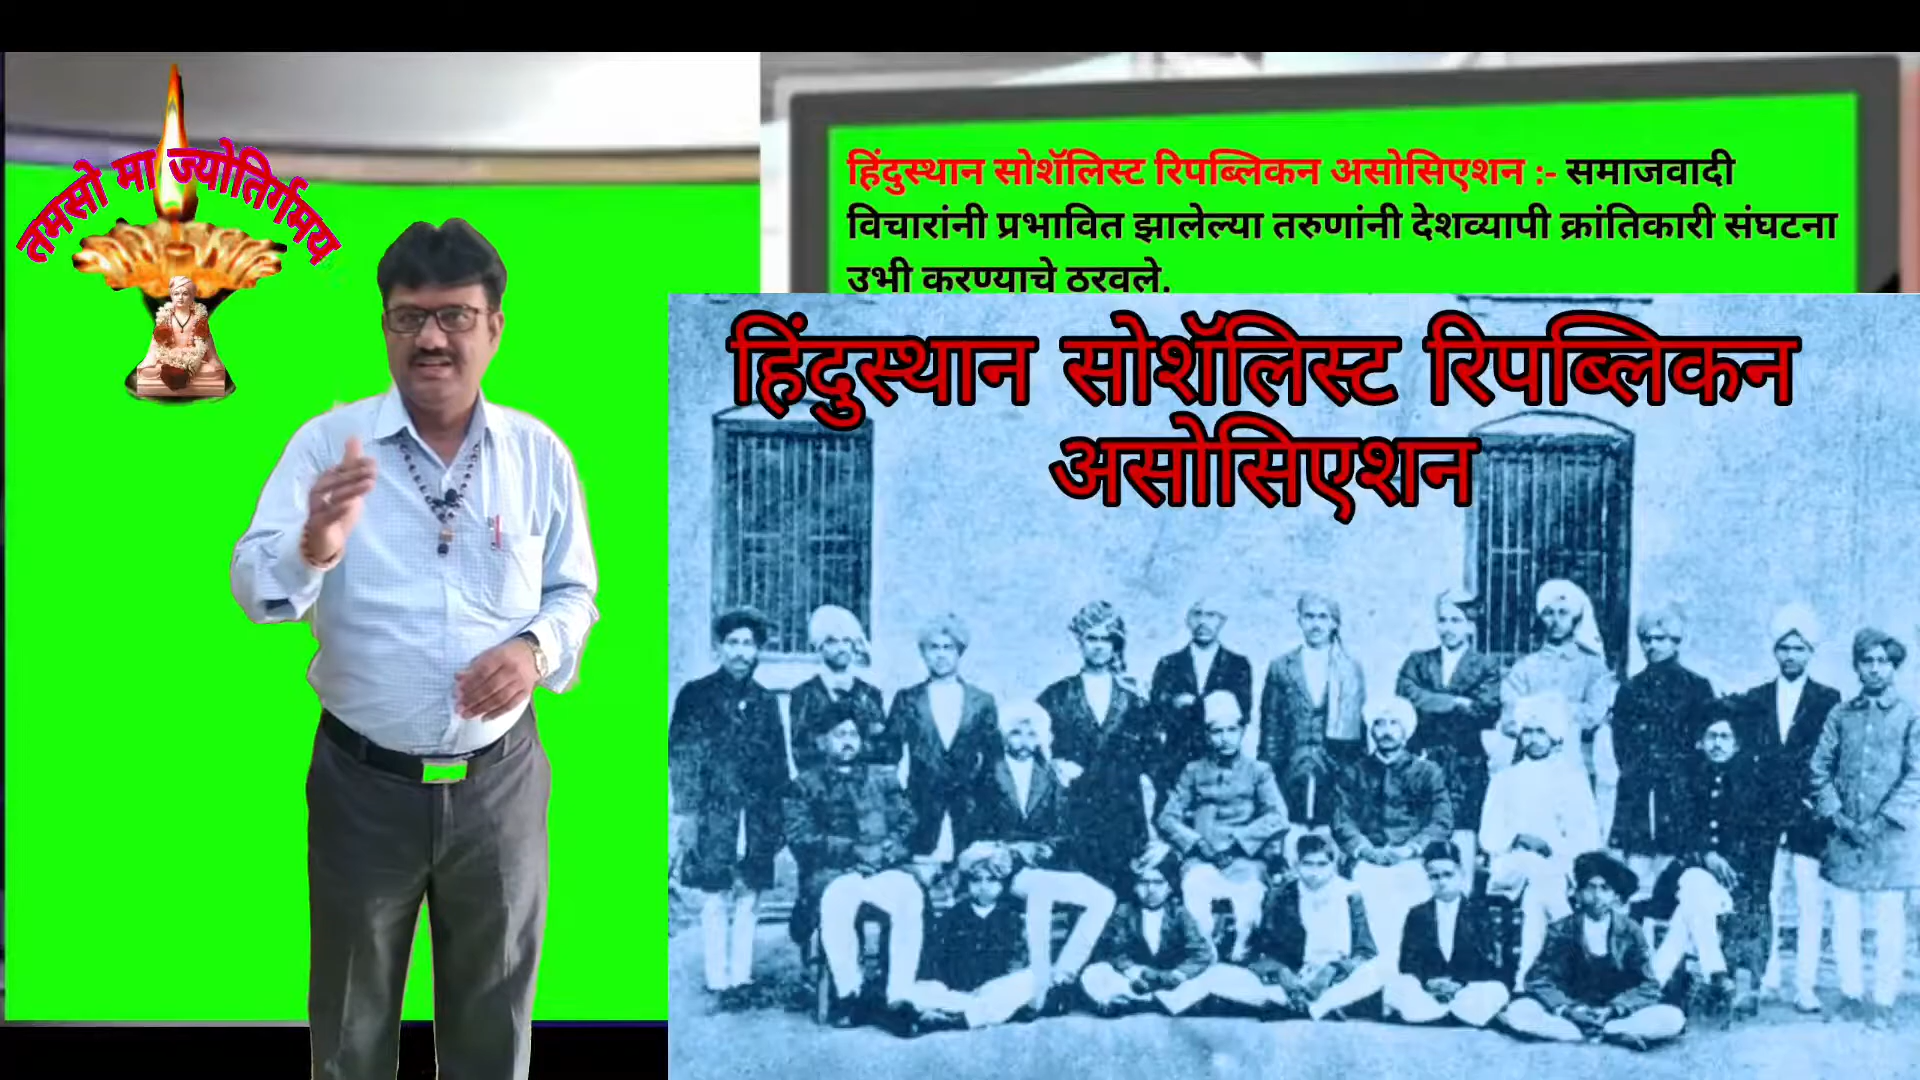 तमसो मा ज्योतिर्गमय
हिंदुस्थान सोशॅलिस्ट रिपब्लिकन असोसिएशन :- समाजवादी
विचारांनी प्रभावित झालेल्या तरुणांनी देशव्यापी क्रांतिकारी संघटना
उभी करण्याचे ठरवले.
हिंदुस्थान सोशॅलिस्ट रिपब्लिकन
असोसिएशन